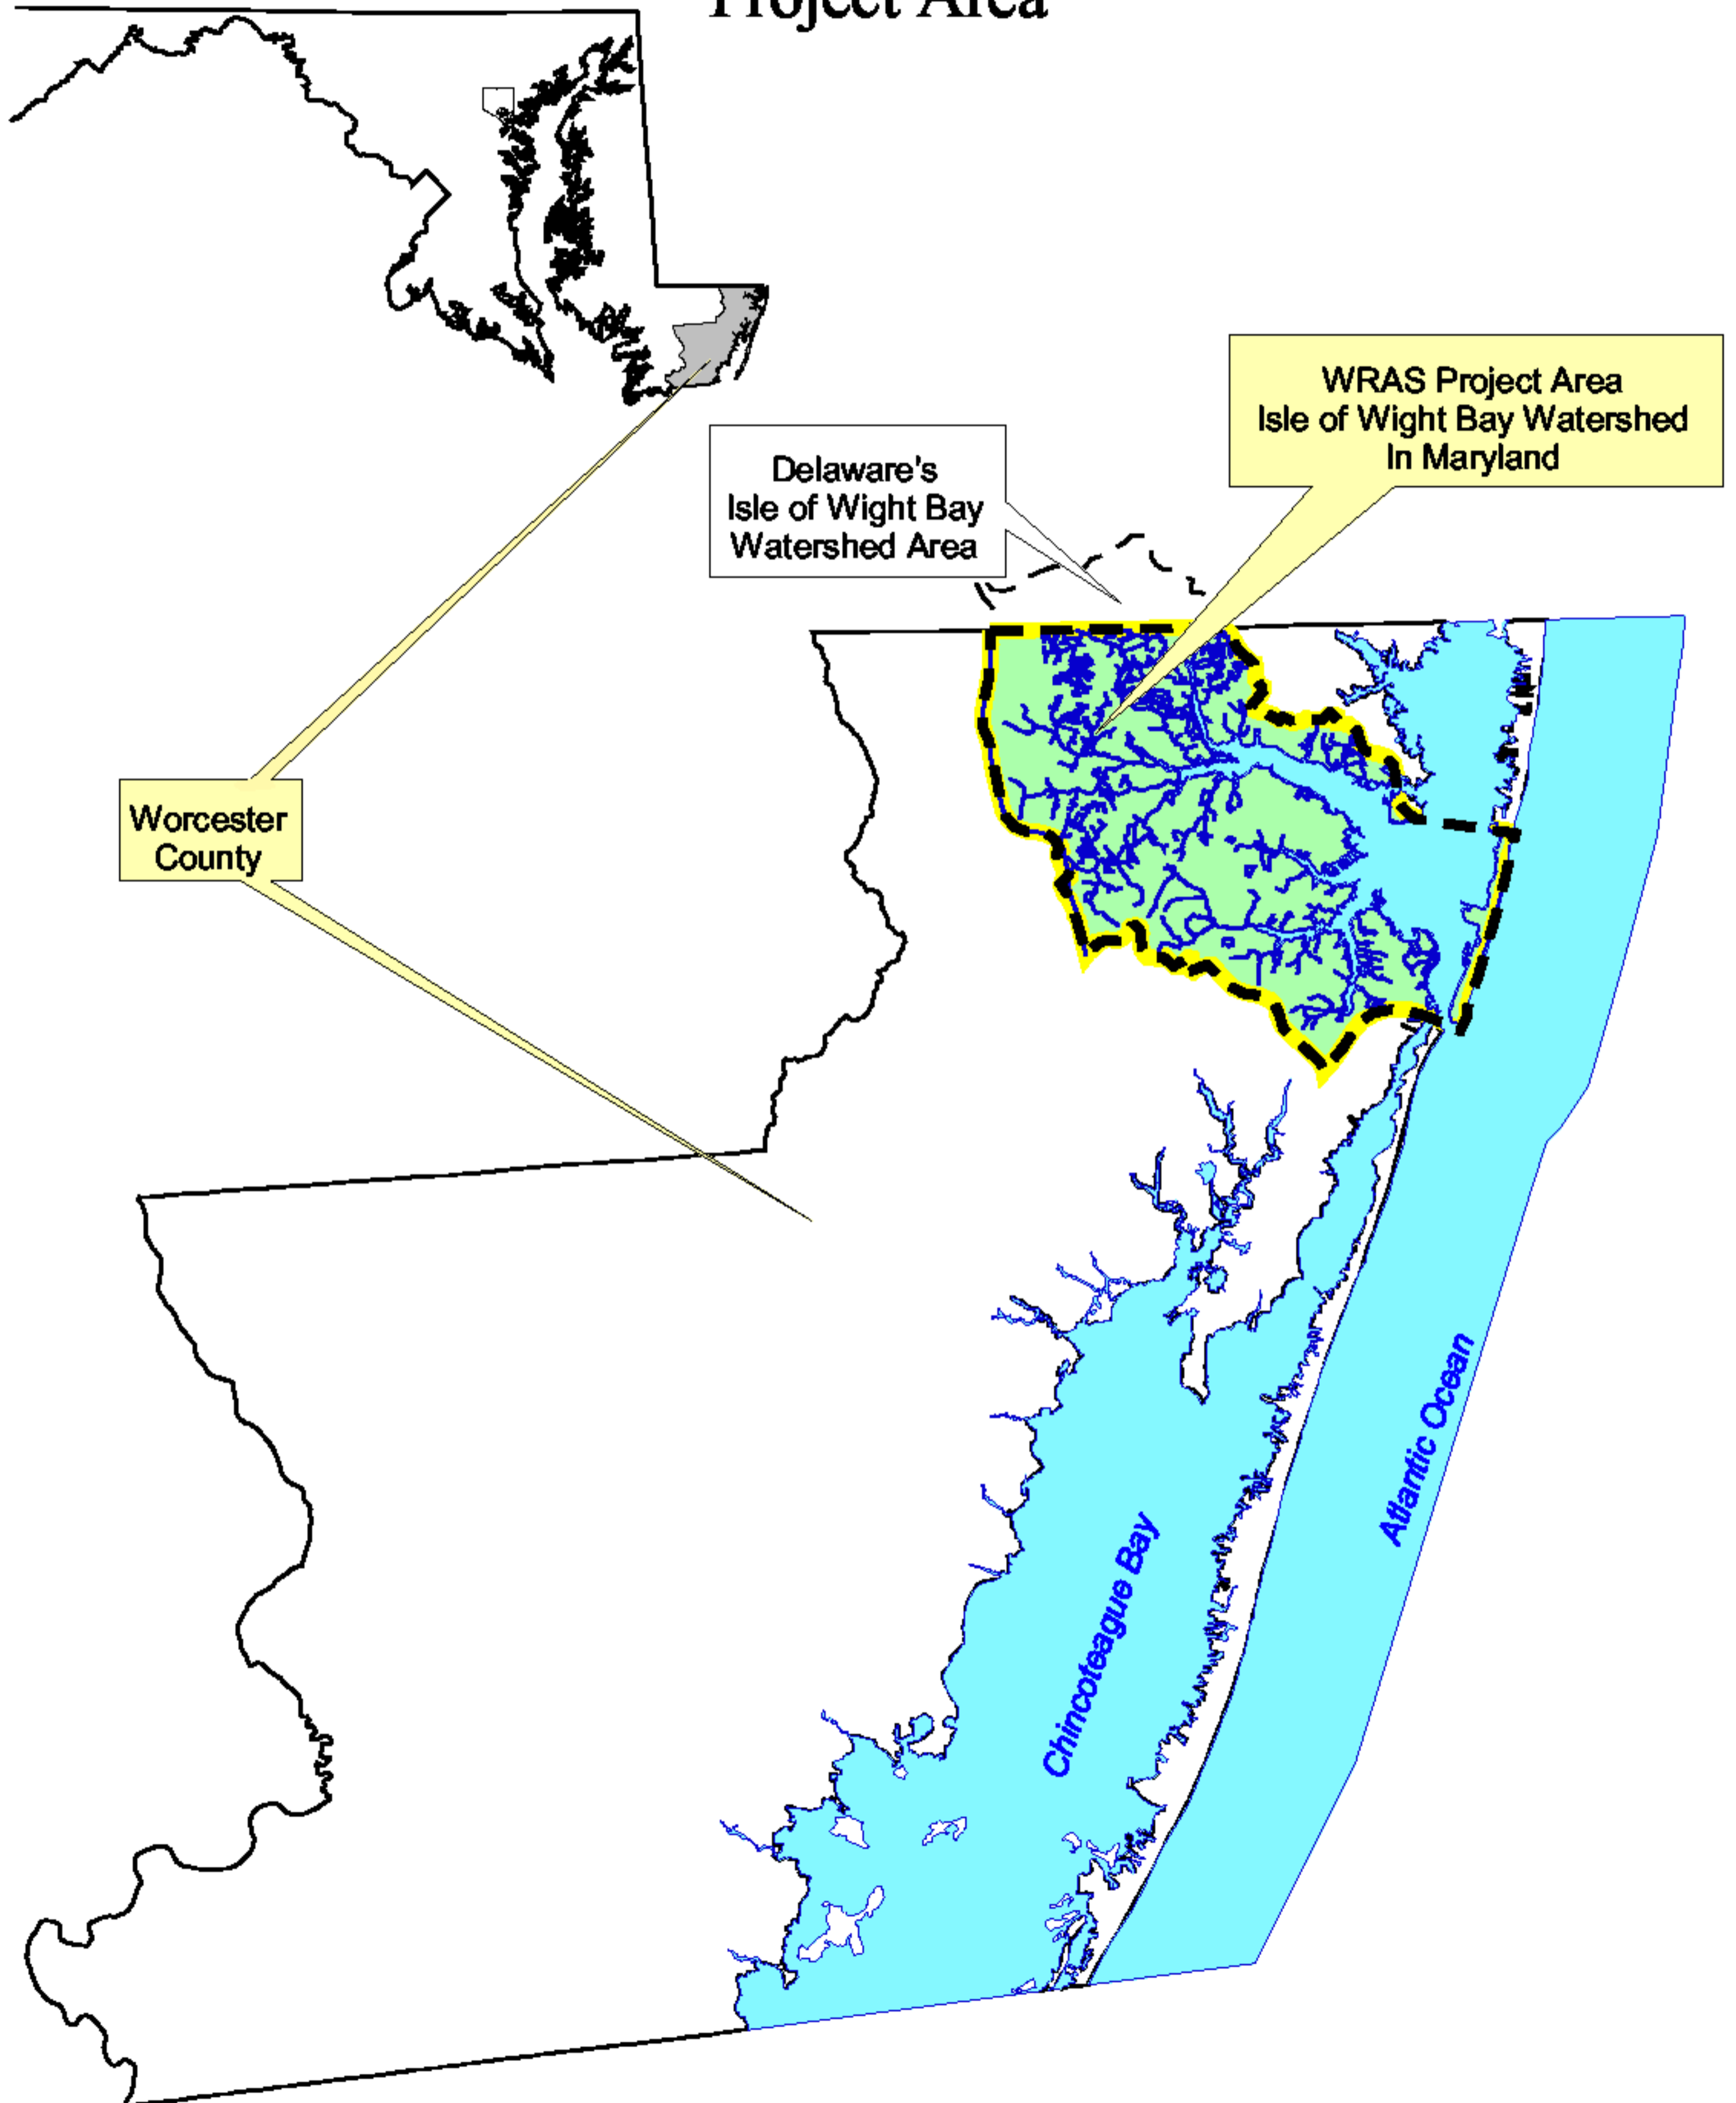 Project Area
WRAS Project Area
Isle of Wight Bay Watershed
In Maryland
Delaware's
Isle of Wight Bay
Watershed Area
Worcester
County
Atlantic Ocean
Chincoteague Bay